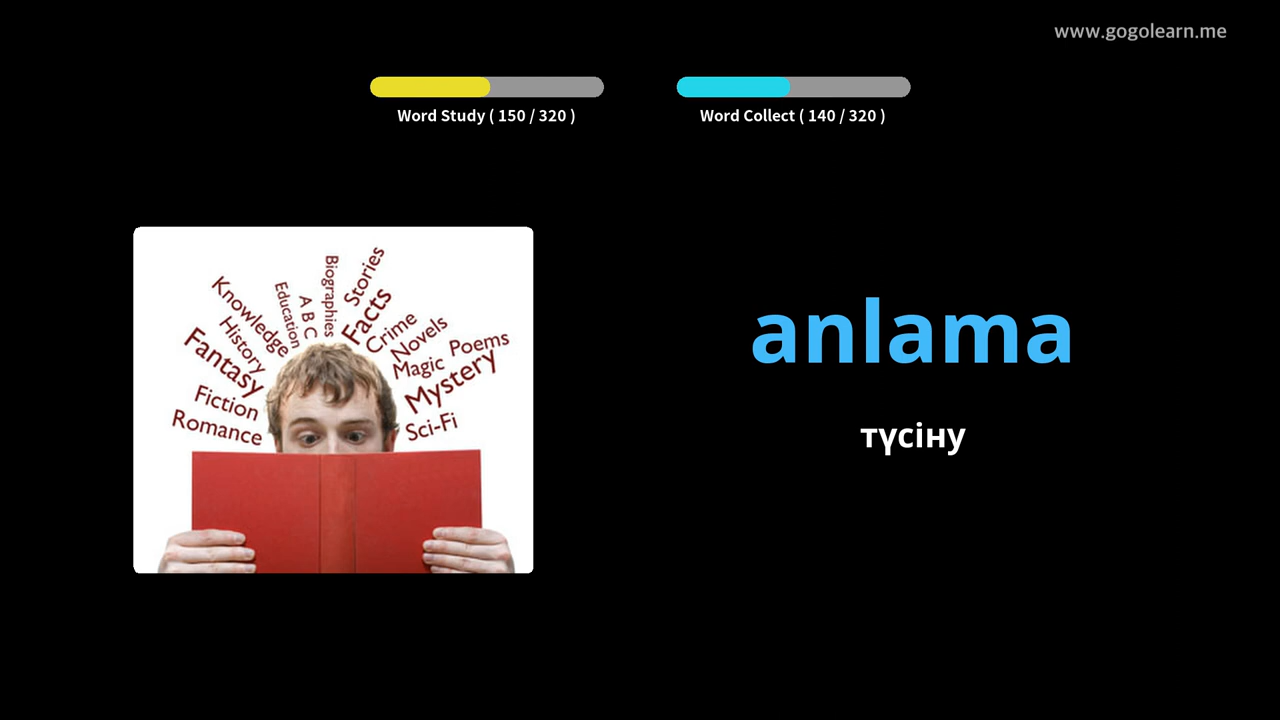 www.gogolearn.me
Word Study ( 150 / 320 )
Word Collect ( 140 / 320 )
Biographies
Stories
Education
A B C
Facts
Knowledge
Crime
History
Novels
Poems
Fantasy
Magic
Mystery
Fiction
Romance
Sci-Fi
anlama
түсіну